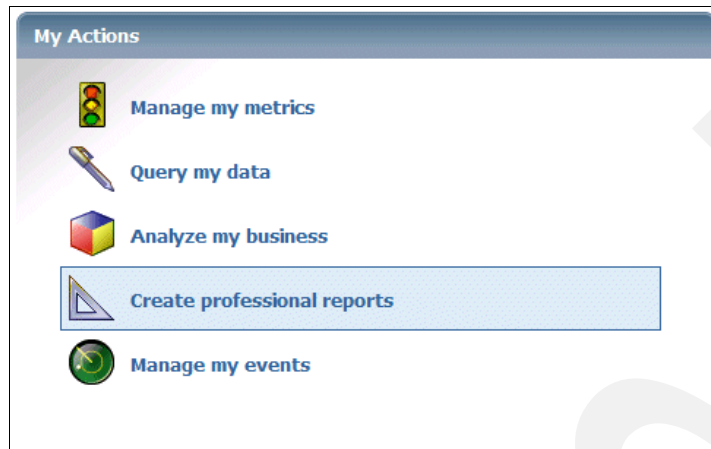 My Actions
Manage my metrics
Query my data
Analyze my business
Create professional reports
Manage my events